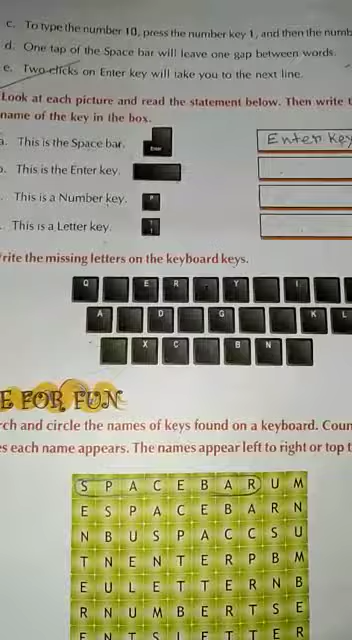 c. To type the number 10, press the number key 1, and then the numb
d. One tap of the Space bar will leave one gap between words.
e. Two clicks on Enter key will take you to the next line.
Look at each picture and read the statement below. Then write t
name of the key in the box.
a. This is the Space bar. Enter Enter key
. This is the Enter key.
. This is a Number key. P
. This is a Letter key. ! 1
rite the missing letters on the keyboard keys.
Q E R Y I
A D G K L
X C B N
E FOR FUN
rch and circle the names of keys found on a keyboard. Coun
es each name appears. The names appear left to right or top t
S P A C E B A R U M
E S P A C E B A R N
N B U S P A C C S U
T N E N T E R P B M
E U L E T T E R N B
R N U M B E R T S E
E N T S L E T T E R